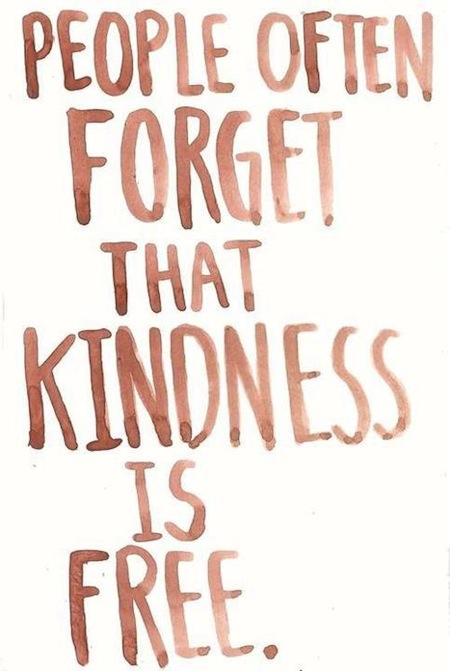 PEOPLE OFTEN
FORGET
THAT
KINDNESS
IS
FREE.